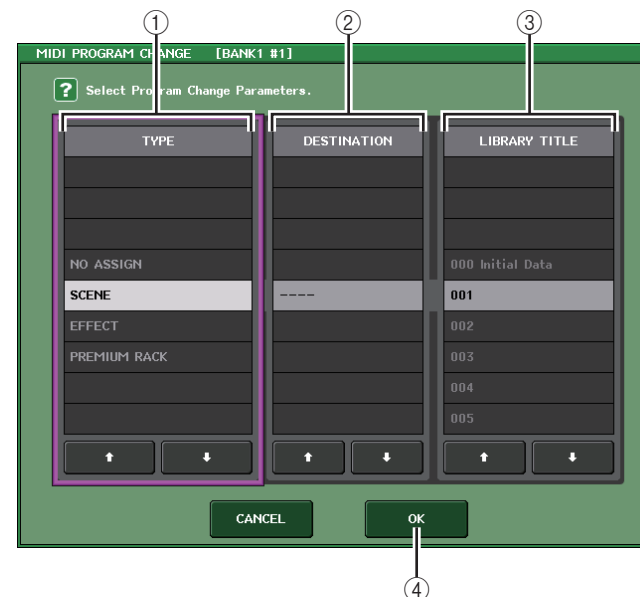 ① ② ③
MIDI PROGRAM CHANGE [BANK1 #1]
? Select Program Change Parameters.
TYPE DESTINATION LIBRARY TITLE
NO ASSIGN 000 Initial Data
SCENE ---- 001
EFFECT 002
PREMIUM RACK 003
004
005
CANCEL OK
④